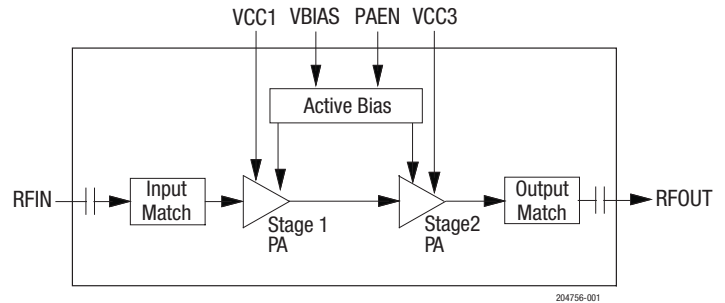 VCC1 VBIAS PAEN VCC3
Active Bias
RFIN
Input
Match
Stage 1
PA
Stage2
PA
Output
Match
RFOUT
204756-001